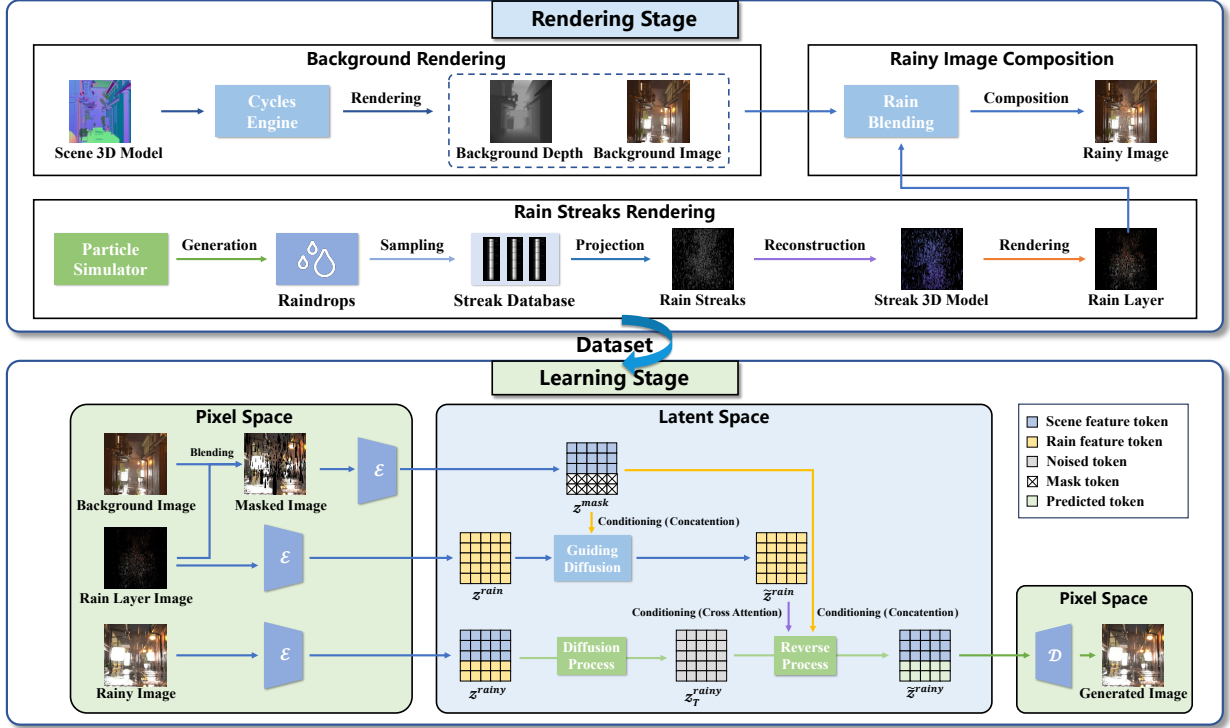 Rendering Stage
Background Rendering
Scene 3D Model
Cycles
Engine
Rendering
Background Depth
Background Image
Rainy Image Composition
Rain
Blending
Composition
Rainy Image
Rain Streaks Rendering
Particle
Simulator
Generation
Raindrops
Sampling
Streak Database
Projection
Rain Streaks
Reconstruction
Streak 3D Model
Rendering
Rain Layer
Dataset
Learning Stage
Pixel Space
Background Image
Blending
Masked Image
ℰ
Rain Layer Image
ℰ
Rainy Image
ℰ
Latent Space
z^{mask}
Conditioning (Concatention)
z^{rain}
Guiding
Diffusion
z̃^{rain}
Conditioning (Cross Attention)
Conditioning (Concatention)
z^{rainy}
Diffusion
Process
z_T^{rainy}
Reverse
Process
z̃^{rainy}
Scene feature token
Rain feature token
Noised token
Mask token
Predicted token
Pixel Space
𝒟
Generated Image